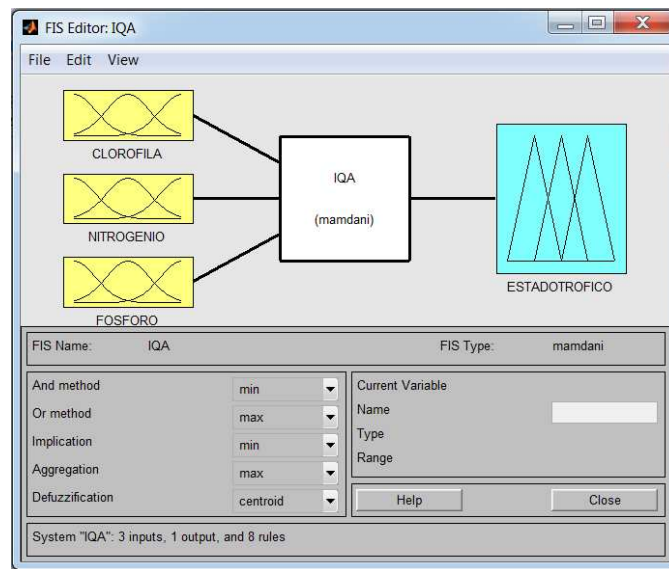 FIS Editor: IQA
File Edit View
CLOROFILA
NITROGENIO
FOSFORO
IQA
(mamdani)
ESTADOTROFICO
FIS Name: IQA FIS Type: mamdani
And method min
Or method max
Implication min
Aggregation max
Defuzzification centroid
Current Variable
Name
Type
Range
Help Close
System "IQA": 3 inputs, 1 output, and 8 rules